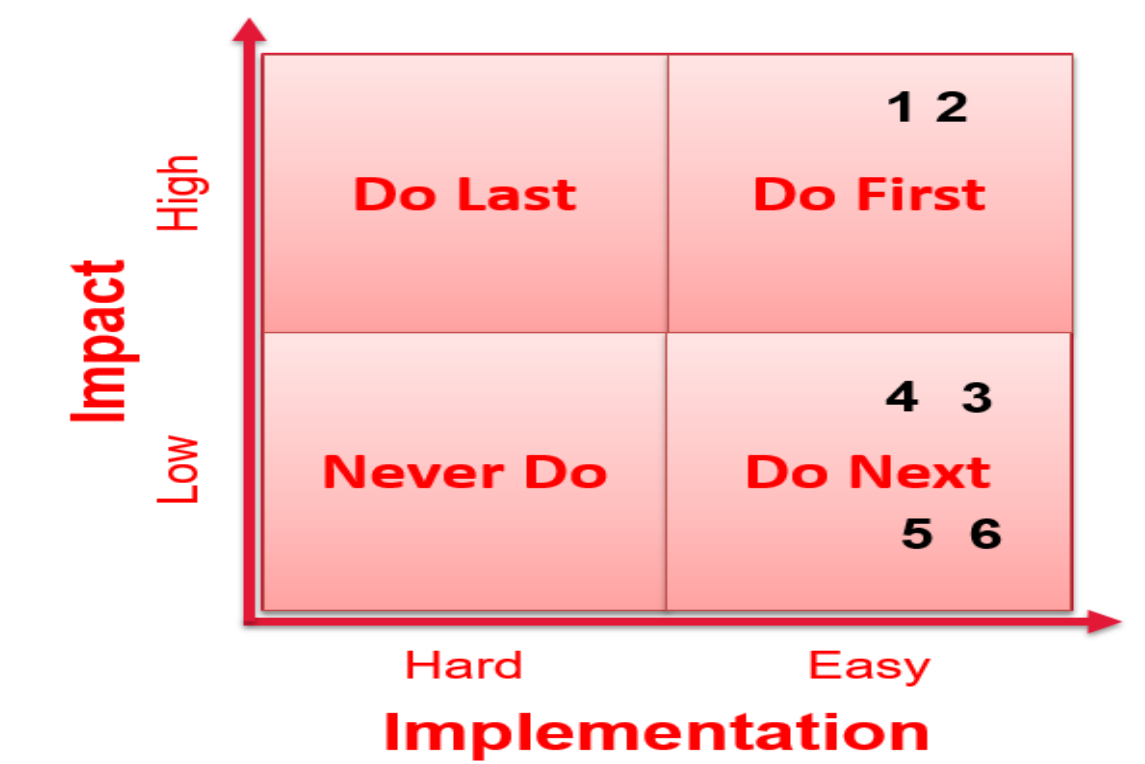 1 2
High
Do Last
Do First
Impact
4 3
Low
Never Do
Do Next
5 6
Hard
Easy
Implementation